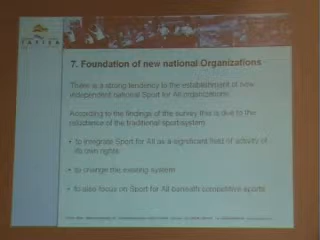 TAFISA
7. Foundation of new national Organizations
There is a strong tendency to the establishment of new
independent national Sport for All organizations.
According to the findings of the survey this is due to the
reluctance of the traditional sportsystem
• to integrate Sport for All as a significant field of activity of
its own rights
• to change the existing system
• to also focus on Sport for All beneath competitive sports